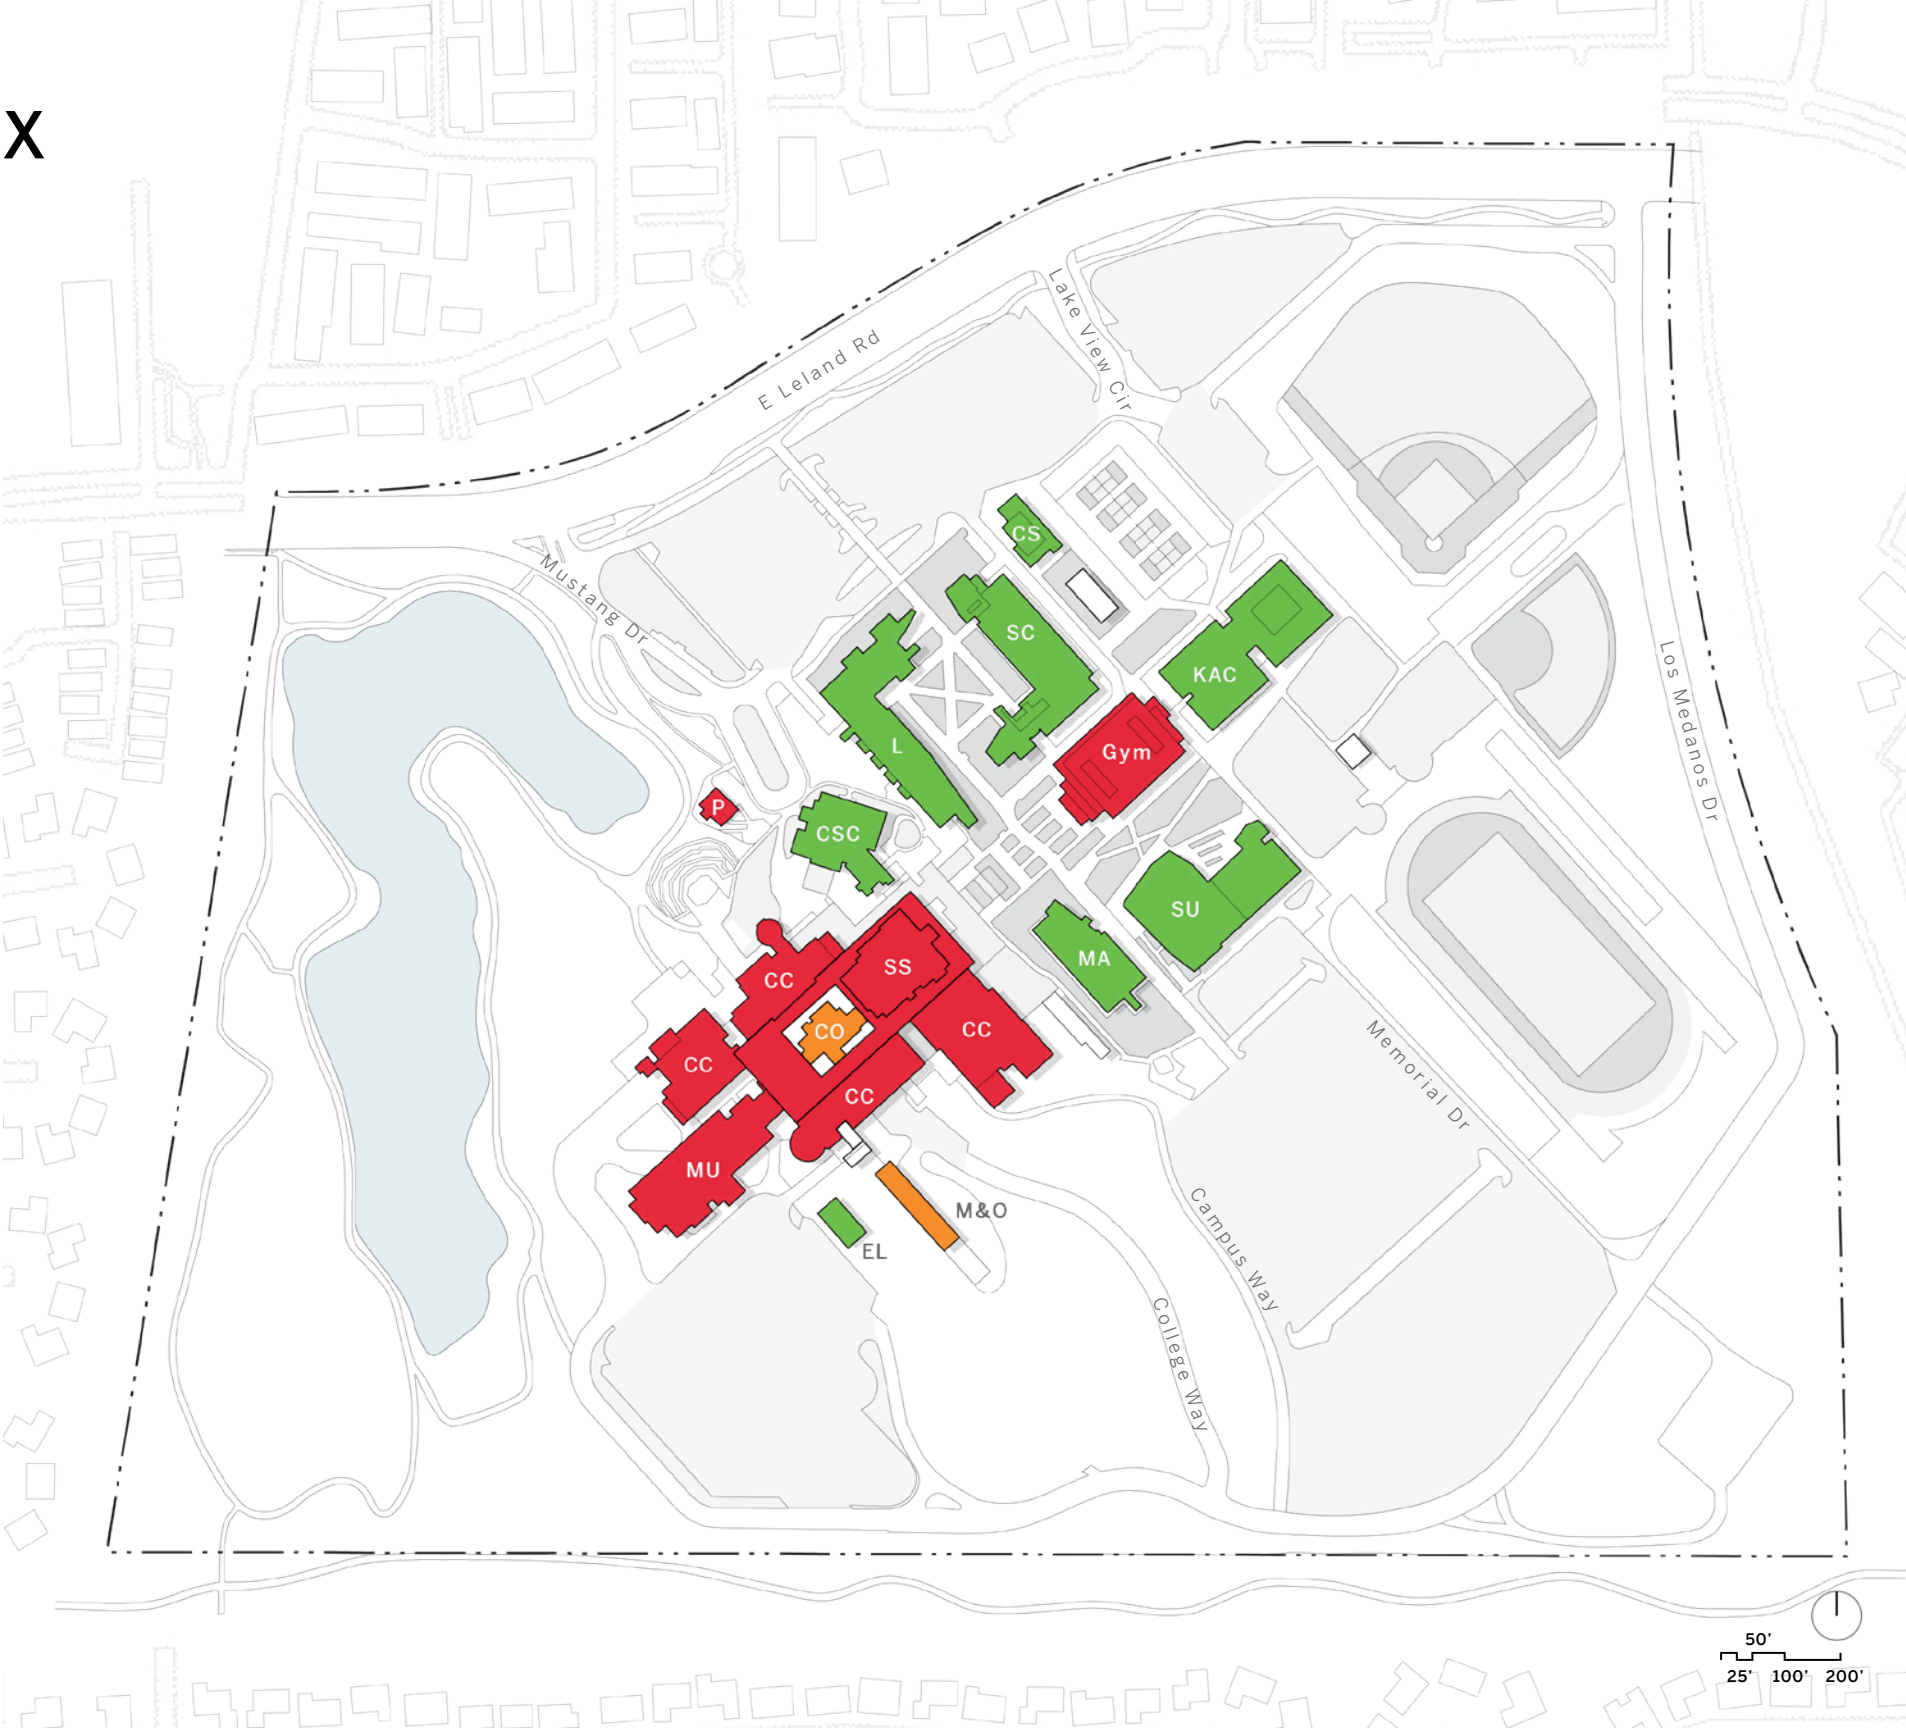 X
E Leland Rd
Lake View Cir
Mustang Dr
CS
SC
KAC
L
Gym
Los Medanos Dr
P
CSC
SU
MA
SS
CC
CO
CC
CC
CC
Memorial Dr
MU
M&O
EL
Campus Way
College Way
50'
25' 100' 200'